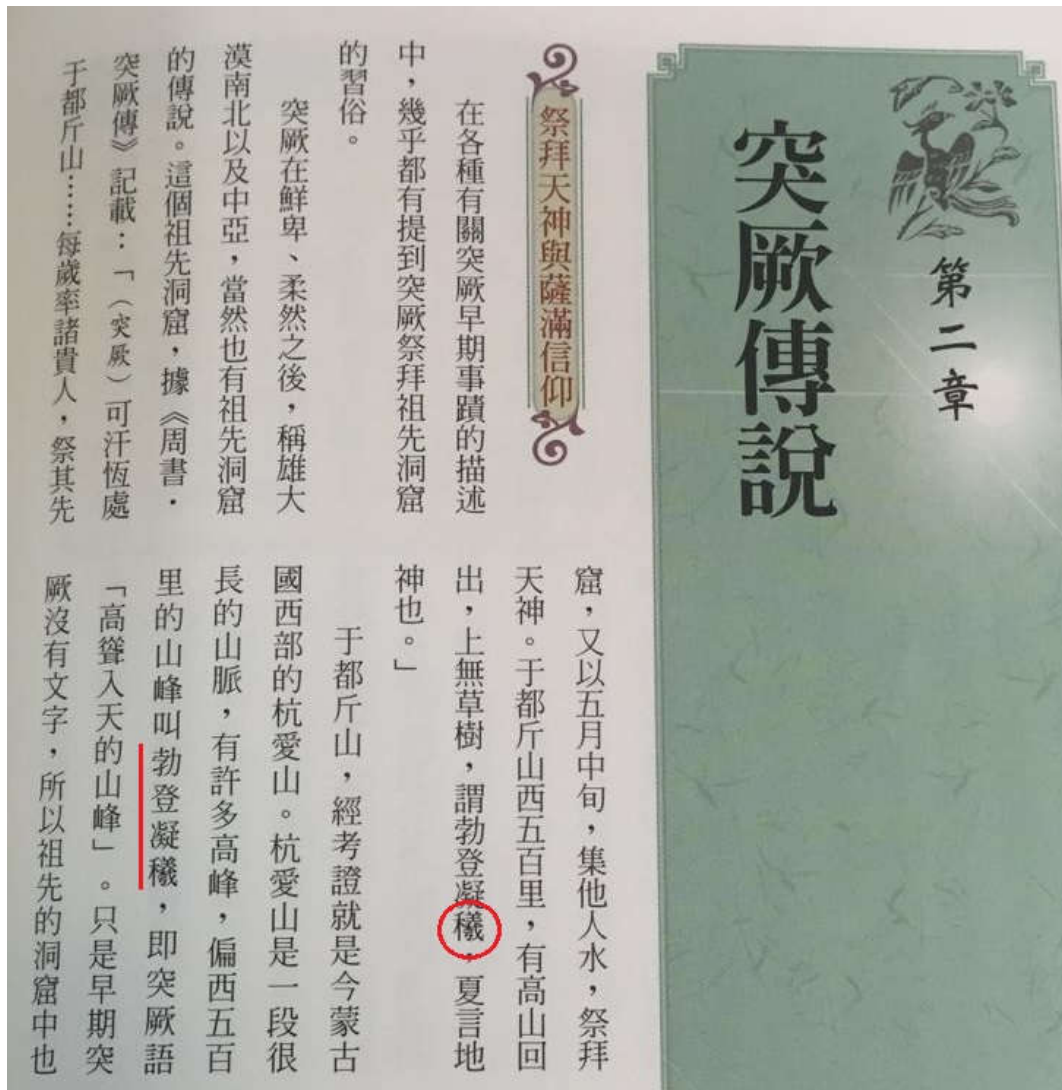 第二章
突厥傳說
祭拜天神與薩滿信仰
在各種有關突厥早期事蹟的描述
中，幾乎都有提到突厥祭拜祖先洞窟
的習俗。
突厥在鮮卑、柔然之後，稱雄大
漠南北以及中亞，當然也有祖先洞窟
的傳說。這個祖先洞窟，據《周書．
突厥傳》記載：「（突厥）可汗恆處
于都斤山……每歲率諸貴人，祭其先
窟，又以五月中旬，集他人水，祭拜
天神。于都斤山西五百里，有高山回
出，上無草樹，謂勃登凝，夏言地
神也。」
于都斤山，經考證就是今蒙古
國西部的杭愛山。杭愛山是一段很
長的山脈，有許多高峰，偏西五百
里的山峰叫勃登凝，即突厥語
「高聳入天的山峰」。只是早期突
厥沒有文字，所以祖先的洞窟中也